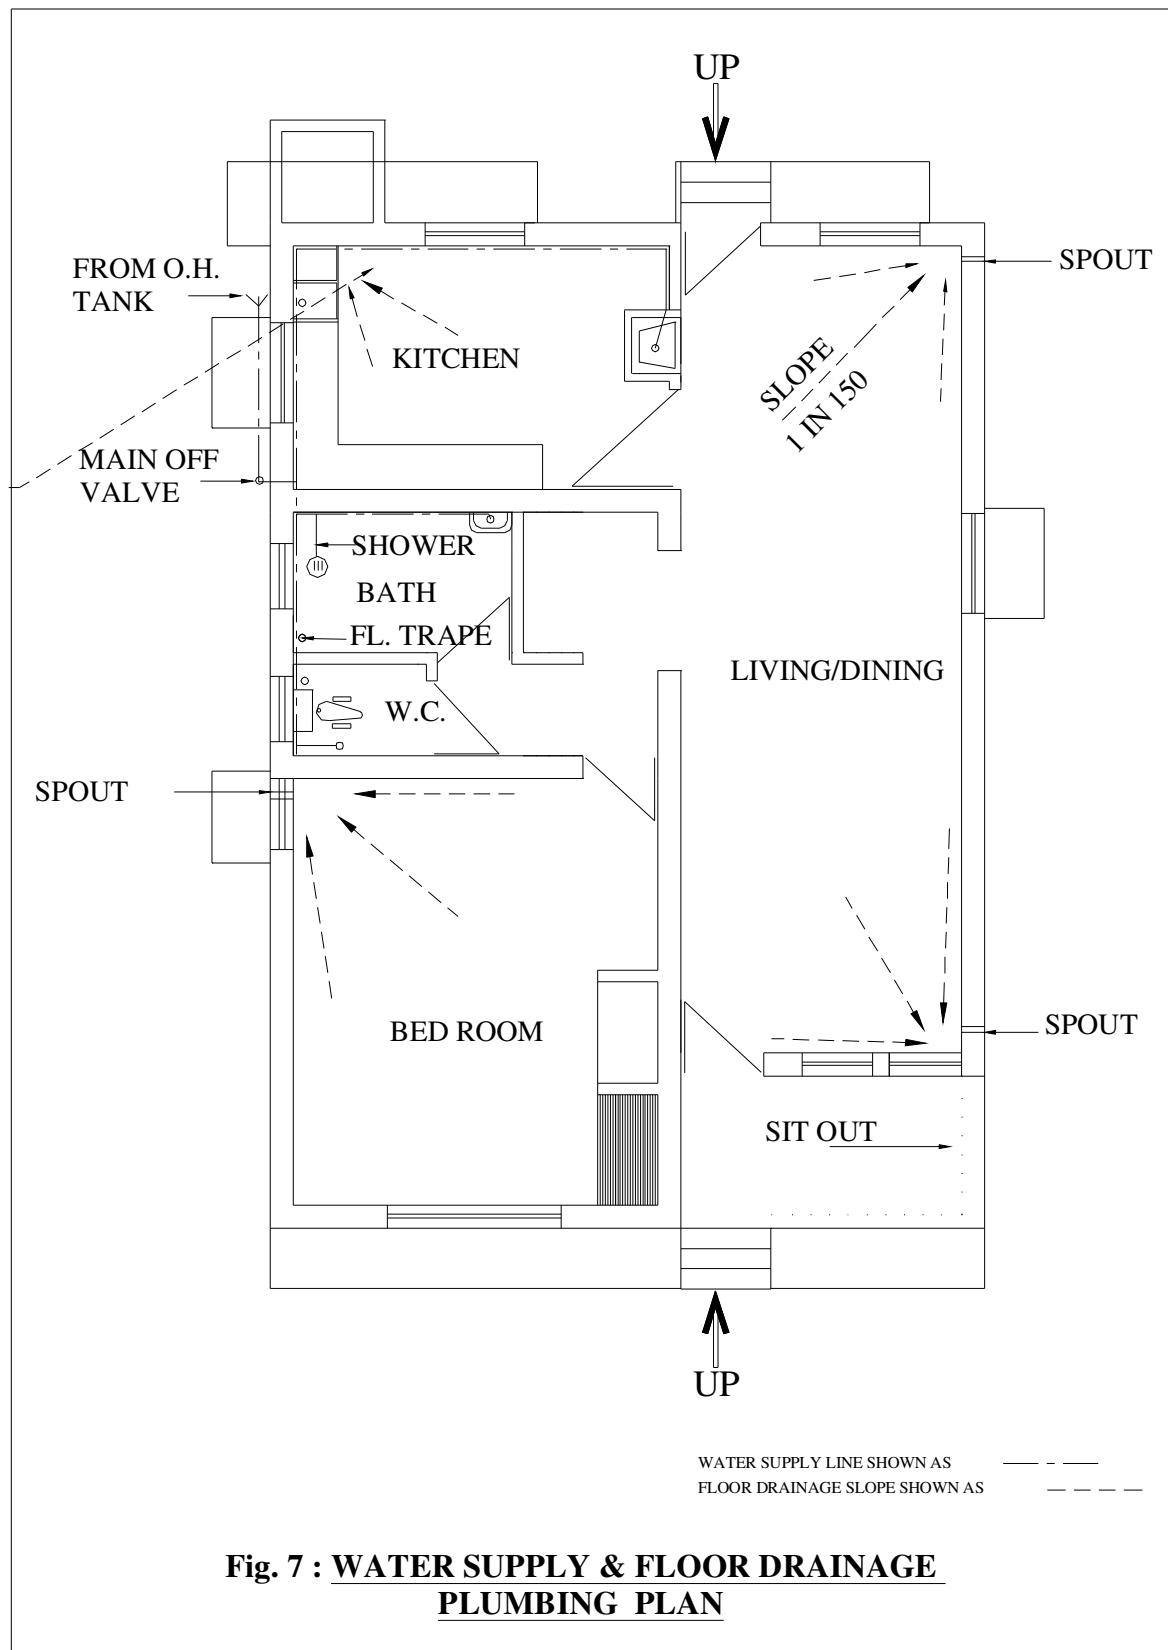 UP
FROM O.H.
TANK
SPOUT
KITCHEN
SLOPE
1 IN 150
MAIN OFF
VALVE
SHOWER
BATH
FL. TRAPE
LIVING/DINING
W.C.
SPOUT
BED ROOM
SPOUT
SIT OUT
UP
WATER SUPPLY LINE SHOWN AS
FLOOR DRAINAGE SLOPE SHOWN AS
Fig. 7 : WATER SUPPLY & FLOOR DRAINAGE
PLUMBING PLAN